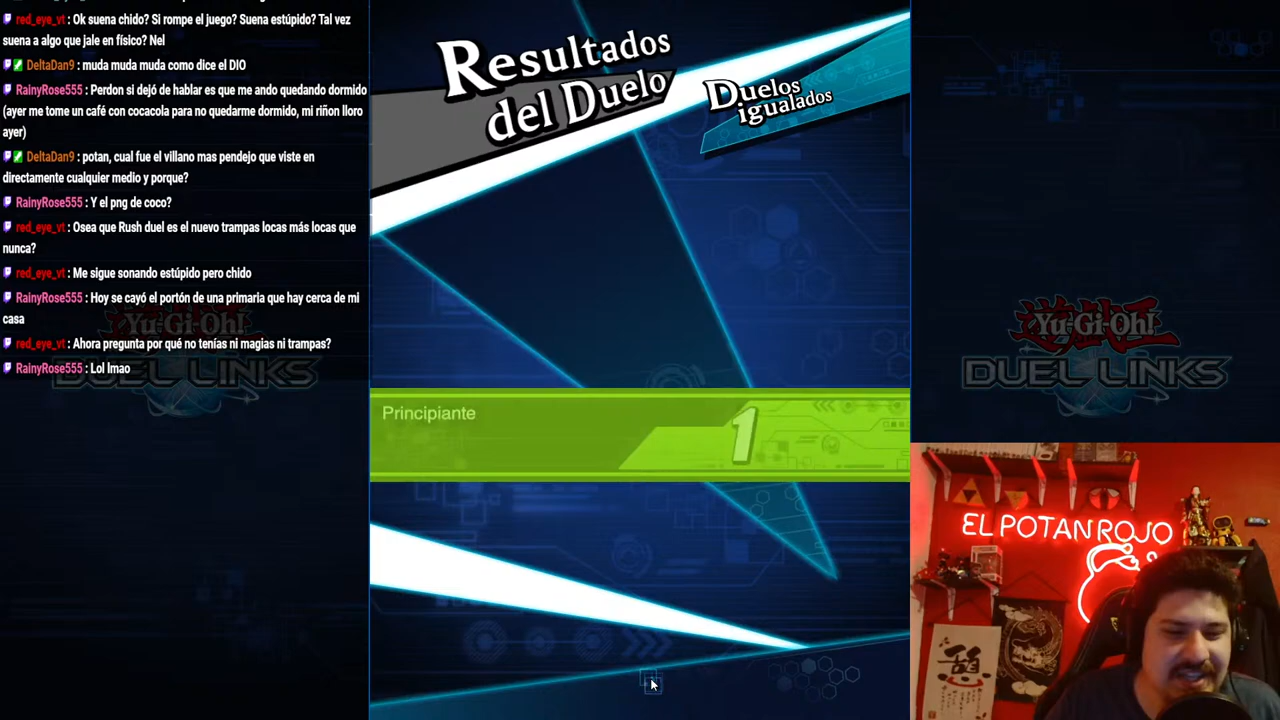 red_eye_vt : Ok suena chido? Si rompe el juego? Suena estúpido? Tal vez
suena a algo que jale en físico? Nel
DeltaDan9 : muda muda muda como dice el DIO
RainyRose555 : Perdon si dejó de hablar es que me ando quedando dormido
(ayer me tome un café con cocacola para no quedarme dormido, mi riñon lloro
ayer)
DeltaDan9 : potan, cual fue el villano mas pendejo que viste en
directamente cualquier medio y porque?
RainyRose555 : Y el png de coco?
red_eye_vt : Osea que Rush duel es el nuevo trampas locas más locas que
nunca?
red_eye_vt : Me sigue sonando estúpido pero chido
RainyRose555 : Hoy se cayó el portón de una primaria que hay cerca de mi
casa
red_eye_vt : Ahora pregunta por qué no tenías ni magias ni trampas?
RainyRose555 : Lol lmao
Yu-Gi-Oh!
DUEL LINKS
Resultados
del Duelo
Duelos
igualados
Principiante
1
Yu-Gi-Oh!
DUEL LINKS
EL POTAN ROJO